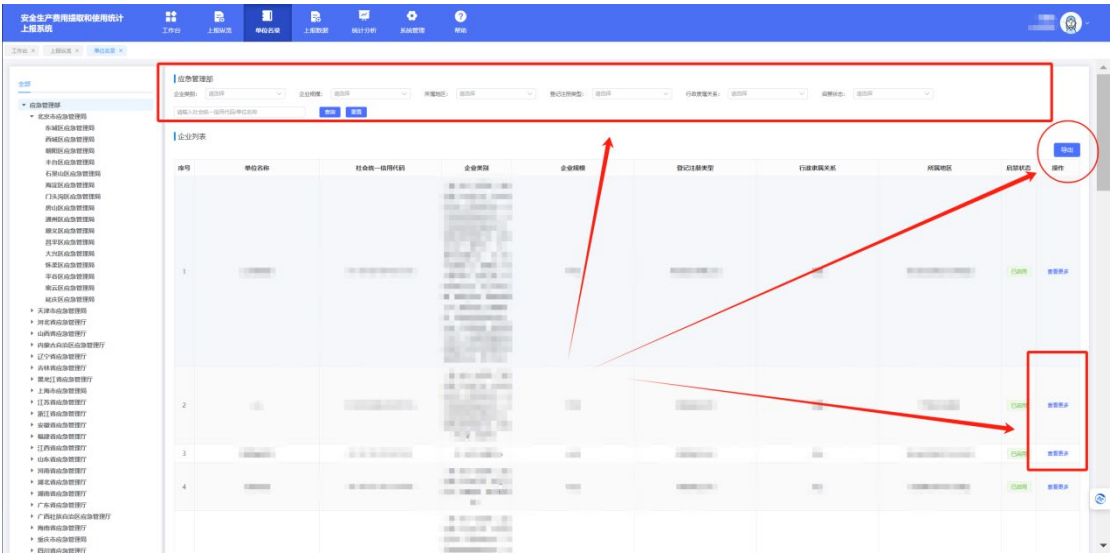 安全生产费用提取和使用统计
上报系统
工作台 上报纵览 单位名录 上报数据 统计分析 系统管理 帮助
工作台 × 上报纵览 × 单位名录 ×
全部
应急管理部
北京市应急管理局
东城区应急管理局
西城区应急管理局
朝阳区应急管理局
丰台区应急管理局
石景山区应急管理局
海淀区应急管理局
门头沟区应急管理局
房山区应急管理局
通州区应急管理局
顺义区应急管理局
昌平区应急管理局
大兴区应急管理局
怀柔区应急管理局
平谷区应急管理局
密云区应急管理局
延庆区应急管理局
天津市应急管理局
河北省应急管理厅
山西省应急管理厅
内蒙古自治区应急管理厅
辽宁省应急管理厅
吉林省应急管理厅
黑龙江省应急管理厅
上海市应急管理局
江苏省应急管理厅
浙江省应急管理厅
安徽省应急管理厅
福建省应急管理厅
江西省应急管理厅
山东省应急管理厅
河南省应急管理厅
湖北省应急管理厅
湖南省应急管理厅
广东省应急管理厅
广西壮族自治区应急管理厅
海南省应急管理厅
重庆市应急管理局
四川省应急管理厅
应急管理部
企业类别: 请选择 企业规模: 请选择 所属地区: 请选择 登记注册类型: 请选择 行政隶属关系: 请选择 启禁状态: 请选择
请输入社会统一信用代码/单位名称 查询 重置
企业列表
导出
序号 单位名称 社会统一信用代码 企业类别 企业规模 登记注册类型 行政隶属关系 所属地区 启禁状态 操作
1 已启用 查看更多
2 已启用 查看更多
3 已启用 查看更多
4 已启用 查看更多